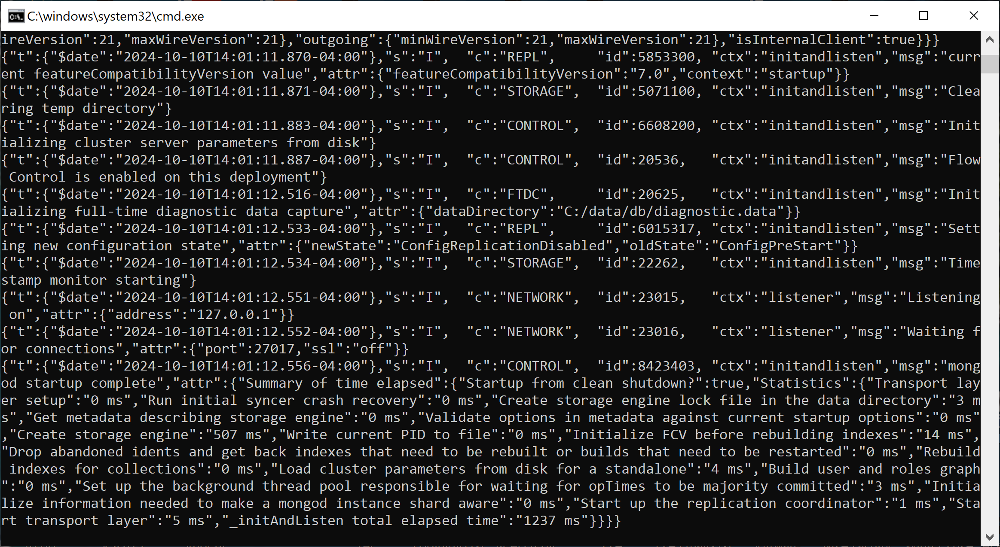 C:\windows\system32\cmd.exe
ireVersion":21,"maxWireVersion":21},"outgoing":{"minWireVersion":21,"maxWireVersion":21},"isInternalClient":true}}}
{"t":{"$date":"2024-10-10T14:01:11.870-04:00"},"s":"I",  "c":"REPL",     "id":5853300, "ctx":"initandlisten","msg":"curr
ent featureCompatibilityVersion value","attr":{"featureCompatibilityVersion":"7.0","context":"startup"}}
{"t":{"$date":"2024-10-10T14:01:11.871-04:00"},"s":"I",  "c":"STORAGE",  "id":5071100, "ctx":"initandlisten","msg":"Clea
ring temp directory"}
{"t":{"$date":"2024-10-10T14:01:11.883-04:00"},"s":"I",  "c":"CONTROL",  "id":6608200, "ctx":"initandlisten","msg":"Init
ializing cluster server parameters from disk"}
{"t":{"$date":"2024-10-10T14:01:11.887-04:00"},"s":"I",  "c":"CONTROL",  "id":20536,   "ctx":"initandlisten","msg":"Flow
 Control is enabled on this deployment"}
{"t":{"$date":"2024-10-10T14:01:12.516-04:00"},"s":"I",  "c":"FTDC",     "id":20625,   "ctx":"initandlisten","msg":"Init
ializing full-time diagnostic data capture","attr":{"dataDirectory":"C:/data/db/diagnostic.data"}}
{"t":{"$date":"2024-10-10T14:01:12.533-04:00"},"s":"I",  "c":"REPL",     "id":6015317, "ctx":"initandlisten","msg":"Sett
ing new configuration state","attr":{"newState":"ConfigReplicationDisabled","oldState":"ConfigPreStart"}}
{"t":{"$date":"2024-10-10T14:01:12.534-04:00"},"s":"I",  "c":"STORAGE",  "id":22262,   "ctx":"initandlisten","msg":"Time
stamp monitor starting"}
{"t":{"$date":"2024-10-10T14:01:12.551-04:00"},"s":"I",  "c":"NETWORK",  "id":23015,   "ctx":"listener","msg":"Listening
 on","attr":{"address":"127.0.0.1"}}
{"t":{"$date":"2024-10-10T14:01:12.552-04:00"},"s":"I",  "c":"NETWORK",  "id":23016,   "ctx":"listener","msg":"Waiting f
or connections","attr":{"port":27017,"ssl":"off"}}
{"t":{"$date":"2024-10-10T14:01:12.556-04:00"},"s":"I",  "c":"CONTROL",  "id":8423403, "ctx":"initandlisten","msg":"mong
od startup complete","attr":{"Summary of time elapsed":{"Startup from clean shutdown?":true,"Statistics":{"Transport lay
er setup":"0 ms","Run initial syncer crash recovery":"0 ms","Create storage engine lock file in the data directory":"3 m
s","Get metadata describing storage engine":"0 ms","Validate options in metadata against current startup options":"0 ms"
,"Create storage engine":"507 ms","Write current PID to file":"0 ms","Initialize FCV before rebuilding indexes":"14 ms",
"Drop abandoned idents and get back indexes that need to be rebuilt or builds that need to be restarted":"0 ms","Rebuild
 indexes for collections":"0 ms","Load cluster parameters from disk for a standalone":"4 ms","Build user and roles graph
":"0 ms","Set up the background thread pool responsible for waiting for opTimes to be majority committed":"3 ms","Initia
lize information needed to make a mongod instance shard aware":"0 ms","Start up the replication coordinator":"1 ms","Sta
rt transport layer":"5 ms","_initAndListen total elapsed time":"1237 ms"}}}}